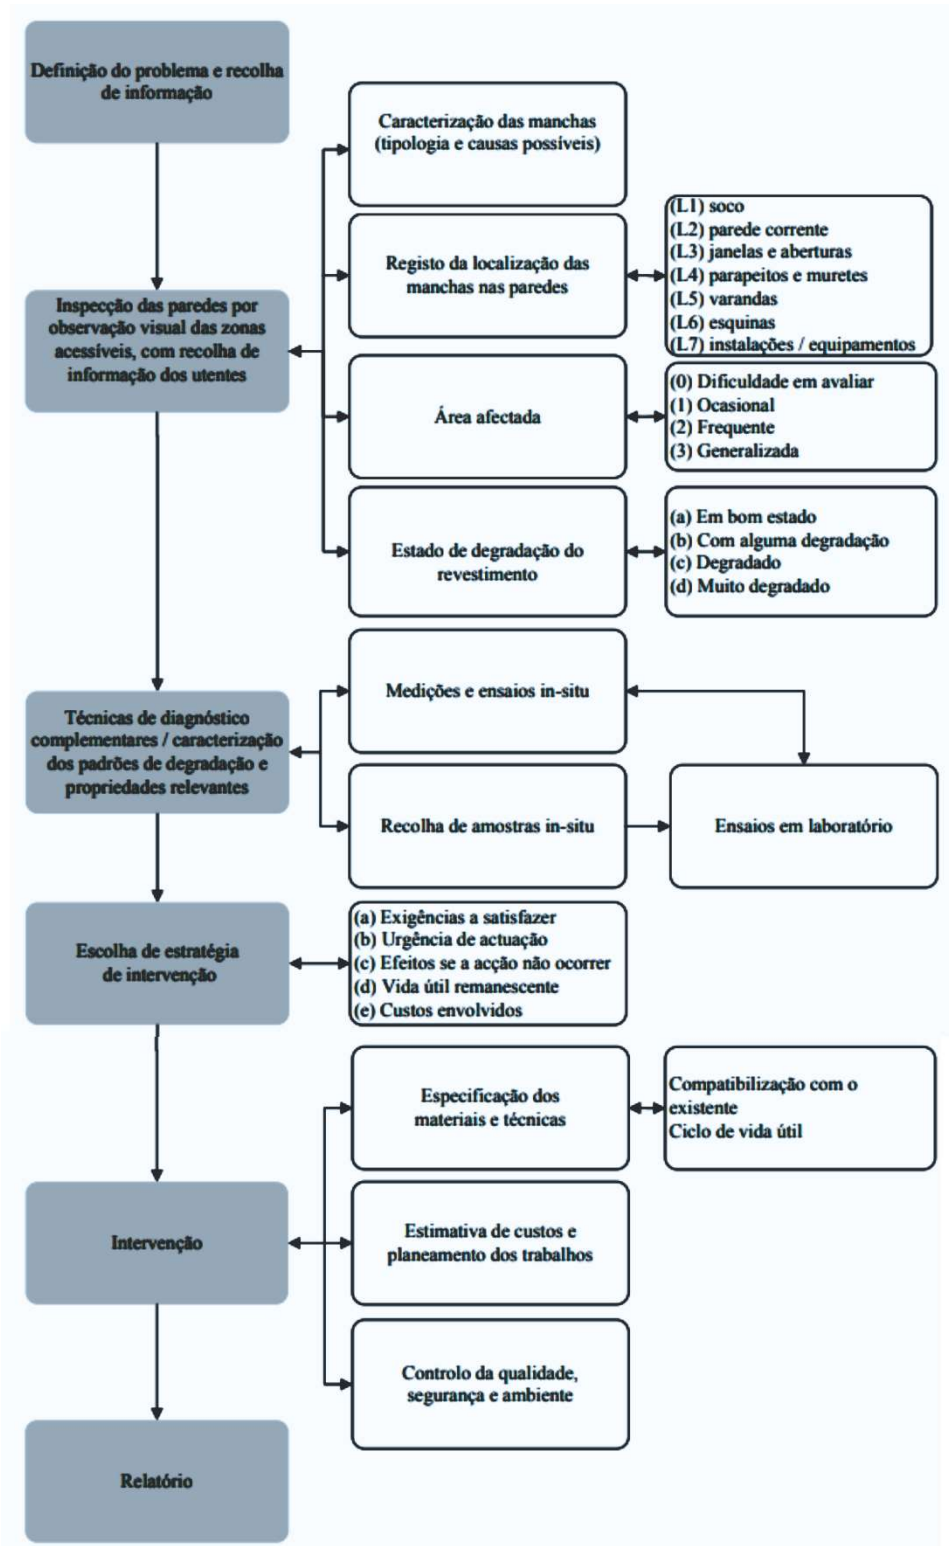 Definição do problema e recolha
de informação
Caracterização das manchas
(tipologia e causas possíveis)
Registo da localização das
manchas nas paredes
(L1) soco
(L2) parede corrente
(L3) janelas e aberturas
(L4) parapeitos e muretes
(L5) varandas
(L6) esquinas
(L7) instalações / equipamentos
Inspecção das paredes por
observação visual das zonas
acessíveis, com recolha de
informação dos utentes
Área afectada
(0) Dificuldade em avaliar
(1) Ocasional
(2) Frequente
(3) Generalizada
Estado de degradação do
revestimento
(a) Em bom estado
(b) Com alguma degradação
(c) Degradado
(d) Muito degradado
Técnicas de diagnóstico
complementares / caracterização
dos padrões de degradação e
propriedades relevantes
Medições e ensaios in-situ
Recolha de amostras in-situ
Ensaios em laboratório
Escolha de estratégia
de intervenção
(a) Exigências a satisfazer
(b) Urgência de actuação
(c) Efeitos se a acção não ocorrer
(d) Vida útil remanescente
(e) Custos envolvidos
Especificação dos
materiais e técnicas
Compatibilização com o
existente
Ciclo de vida útil
Intervenção
Estimativa de custos e
planeamento dos trabalhos
Controlo da qualidade,
segurança e ambiente
Relatório